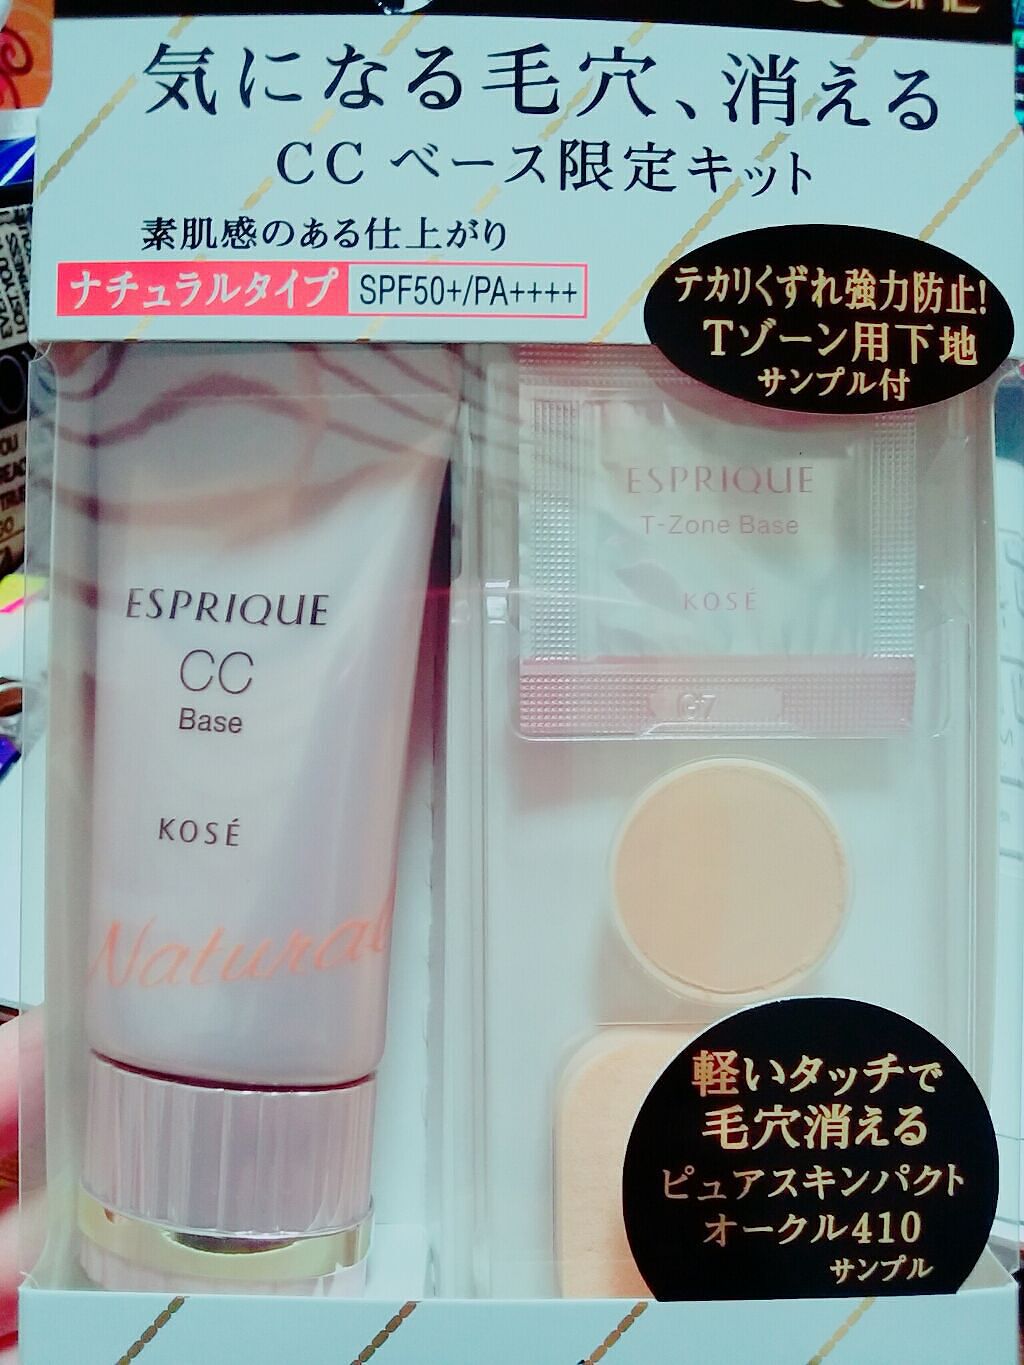 気になる毛穴、消える
CC ベース限定キット
素肌感のある仕上がり
ナチュラルタイプ SPF50+/PA++++
テカリくずれ強力防止!
Tゾーン用下地
サンプル付
ESPRIQUE
T-Zone Base
KOSÉ
G7
ESPRIQUE
CC
Base
KOSÉ
Natural
軽いタッチで
毛穴消える
ピュアスキンパクト
オークル410
サンプル